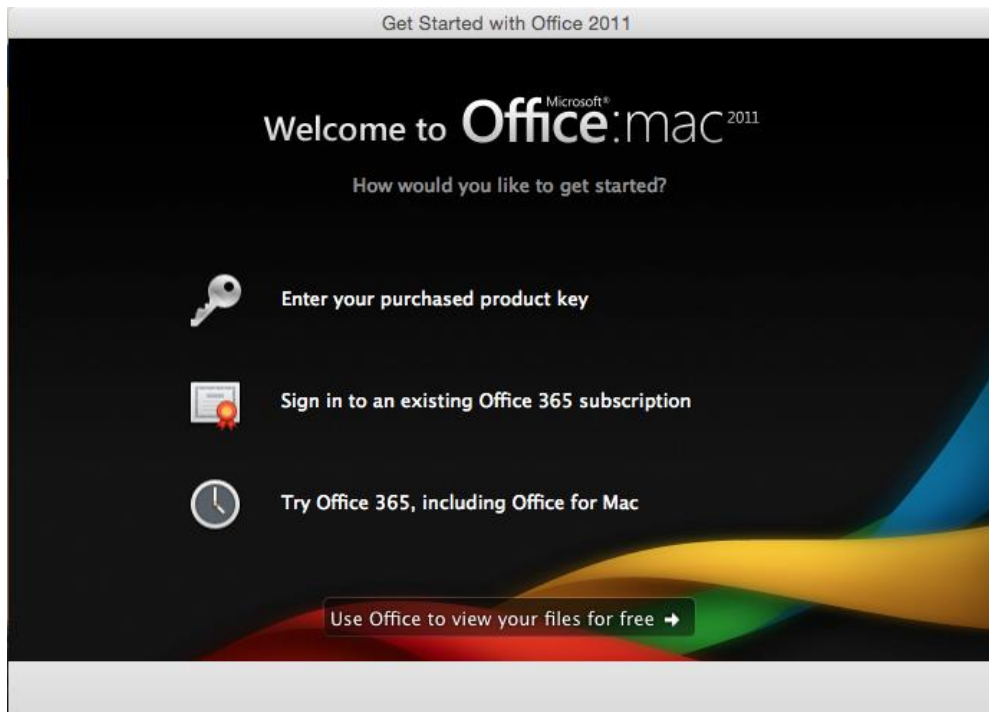 Get Started with Office 2011
Welcome to Microsoft® Office:mac 2011
How would you like to get started?
Enter your purchased product key
Sign in to an existing Office 365 subscription
Try Office 365, including Office for Mac
Use Office to view your files for free ➔